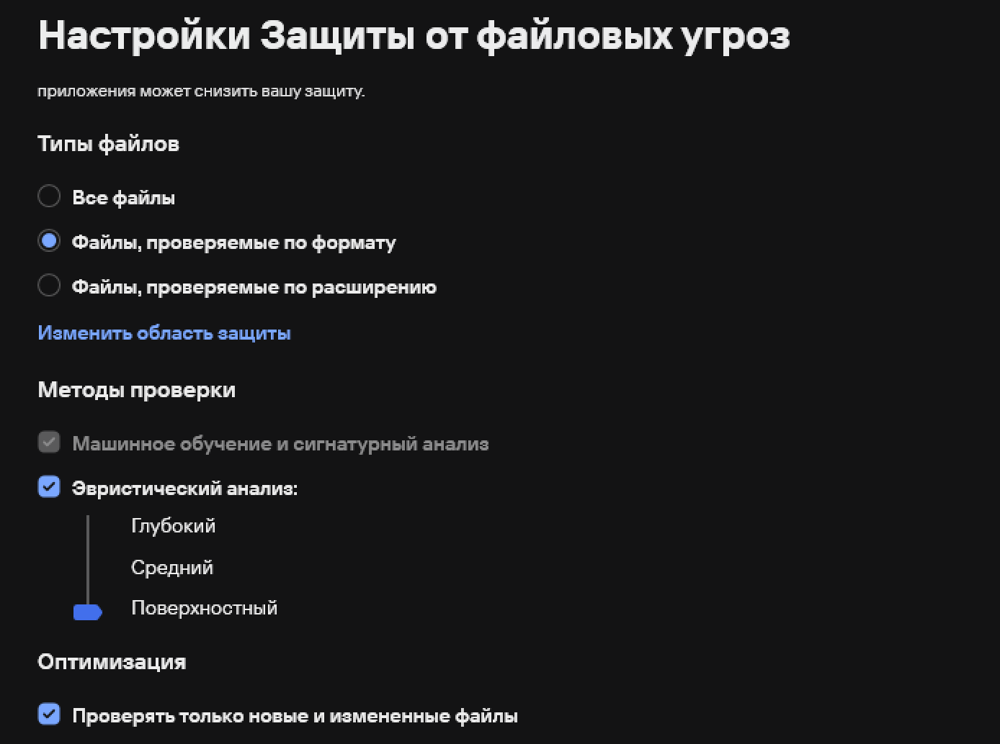 Настройки Защиты от файловых угроз
приложения может снизить вашу защиту.
Типы файлов
Все файлы
Файлы, проверяемые по формату
Файлы, проверяемые по расширению
Изменить область защиты
Методы проверки
Машинное обучение и сигнатурный анализ
Эвристический анализ:
Глубокий
Средний
Поверхностный
Оптимизация
Проверять только новые и измененные файлы